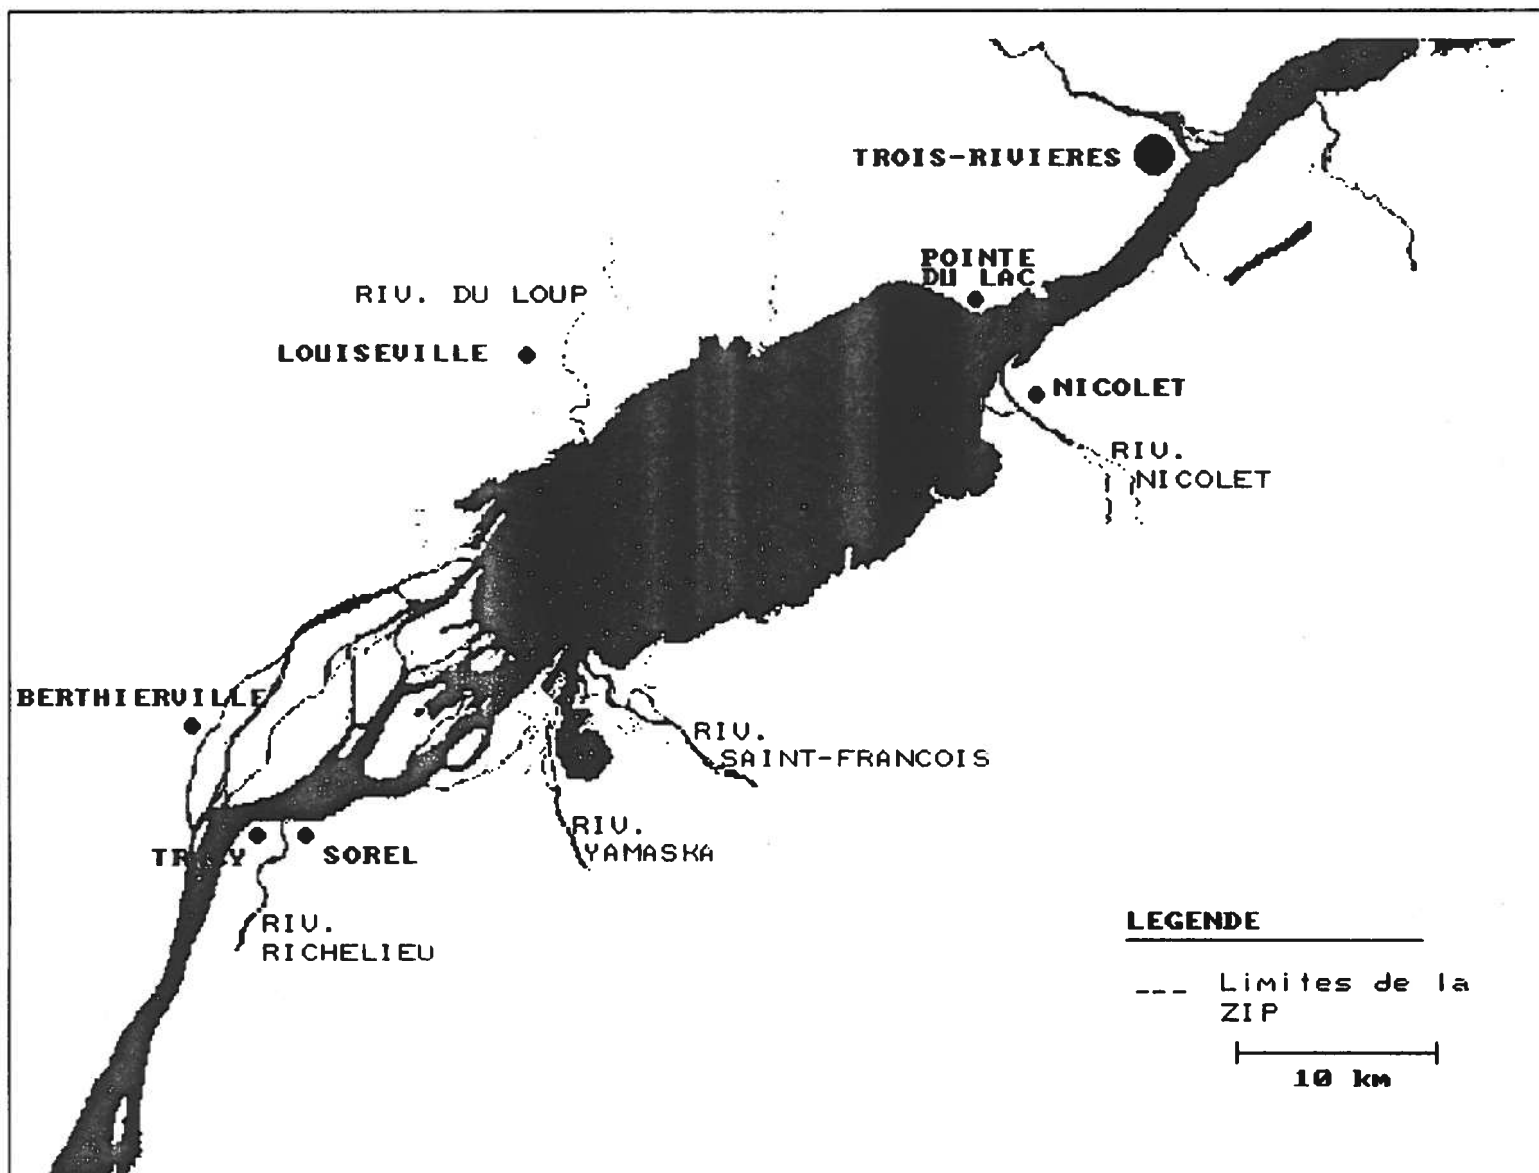 TROIS-RIVIERES
POINTE
DU LAC
RIV. DU LOUP
LOUISEVILLE
NICOLET
RIV.
NICOLET
BERTHIERVILLE
RIV.
SAINT-FRANCOIS
RIV.
YAMASKA
TRACY
SOREL
RIV.
RICHELIEU
LEGENDE
--- Limites de la
ZIP
10 km